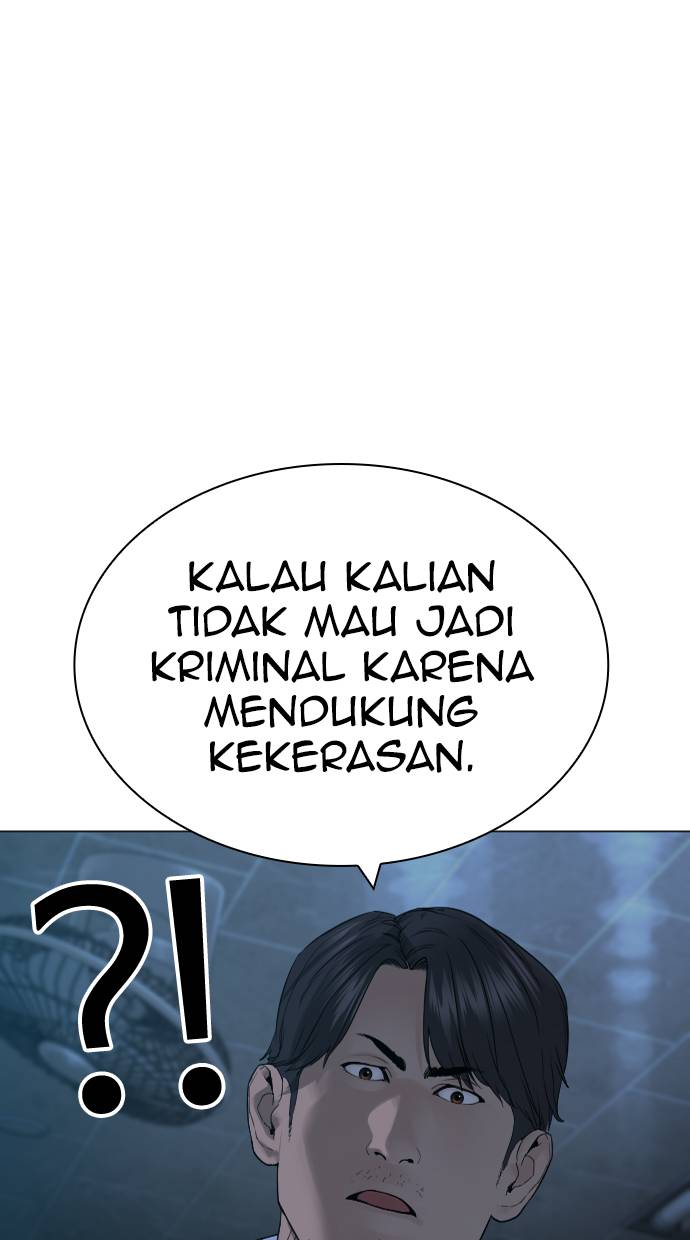 KALAU KALIAN
TIDAK MAU JADI
KRIMINAL KARENA
MENDUKUNG
KEKERASAN.
?!